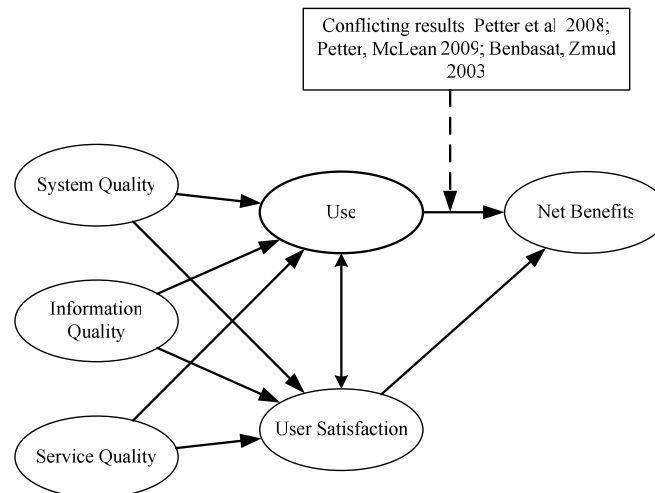 Conflicting results Petter et al 2008;
Petter, McLean 2009; Benbasat, Zmud
2003
System Quality
Use
Net Benefits
Information
Quality
User Satisfaction
Service Quality